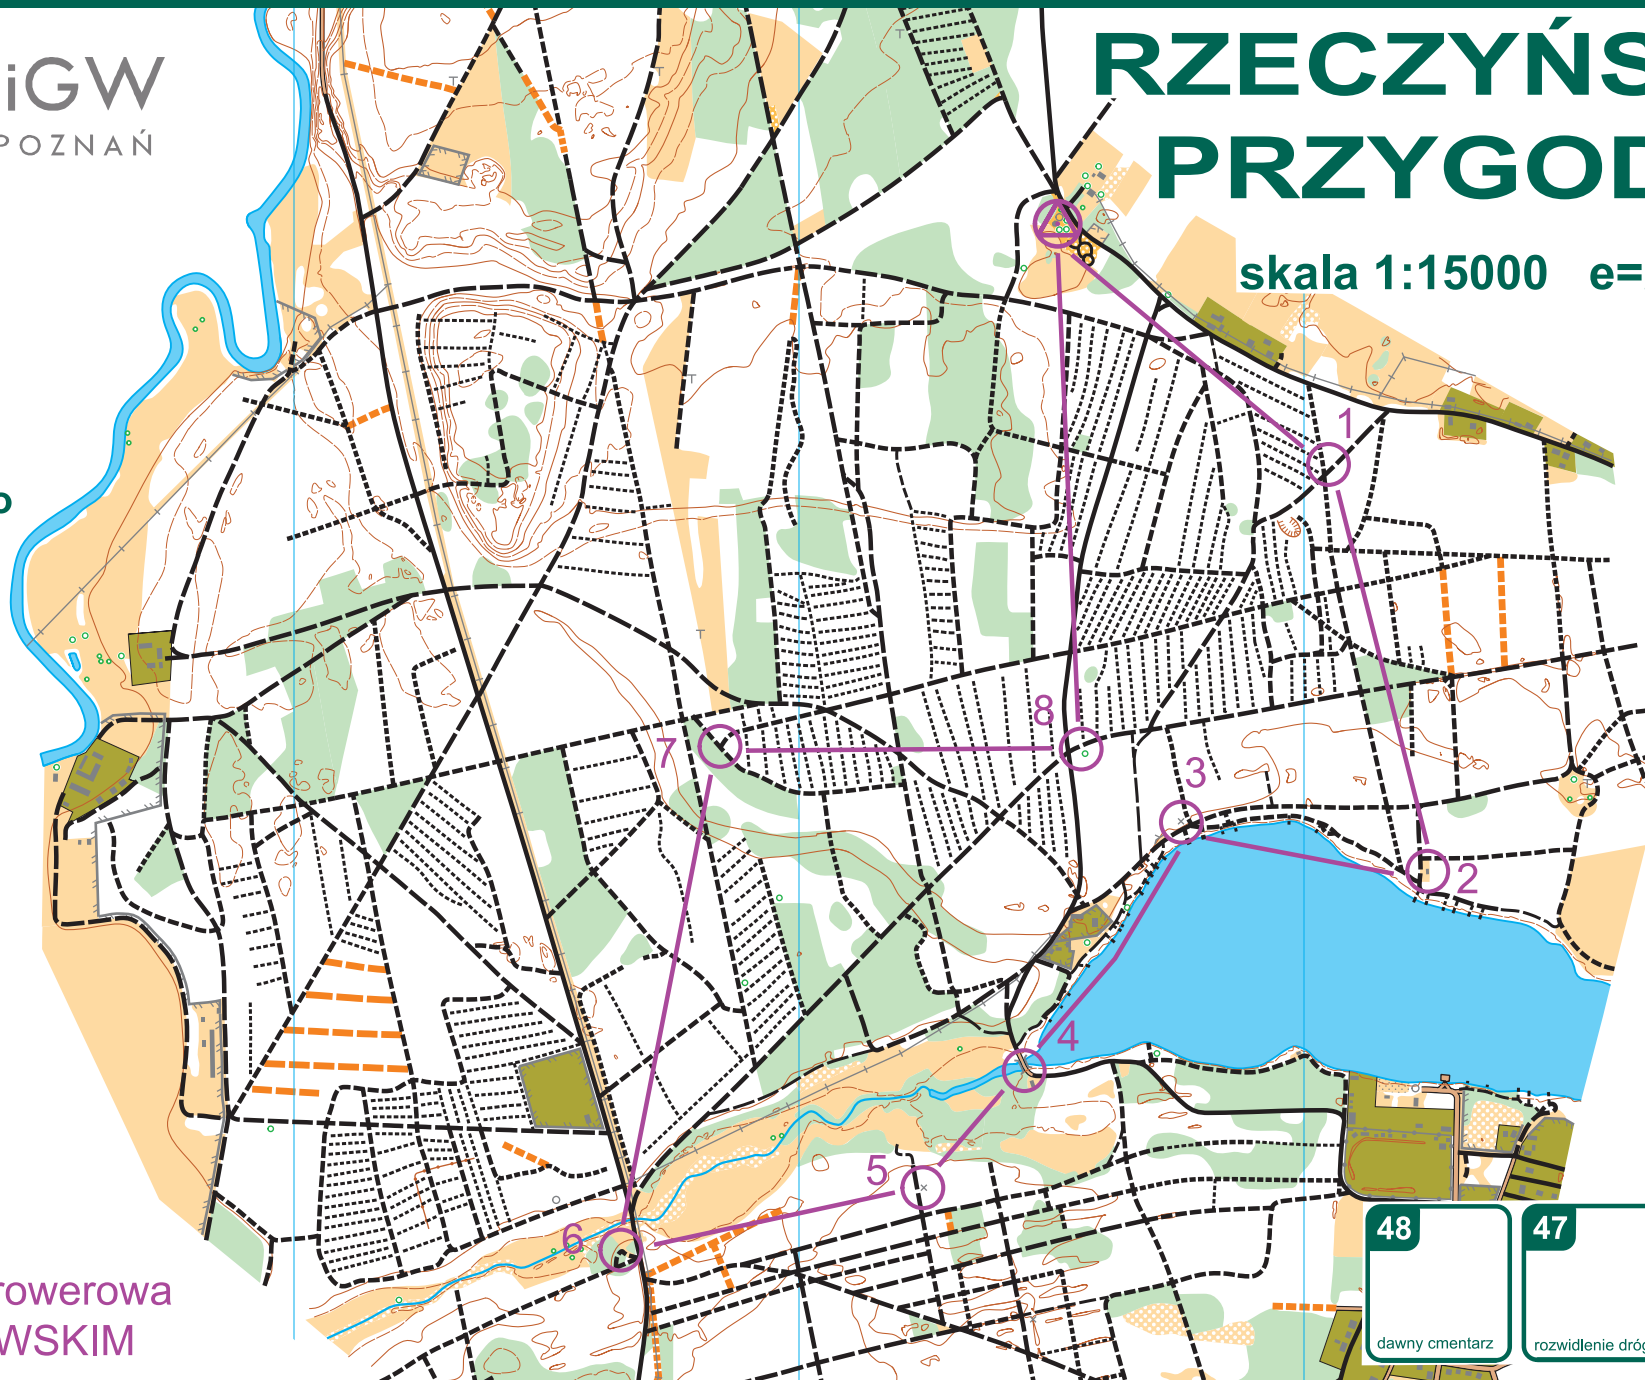 RZECZYŃS
iGW
POZNAŃ
PRZYGOD
skala 1:15000 e=
1
8
7
3
2
4
5
6
48
47
rowerowa
WSKIM
dawny cmentarz
rozwidlenie dróg